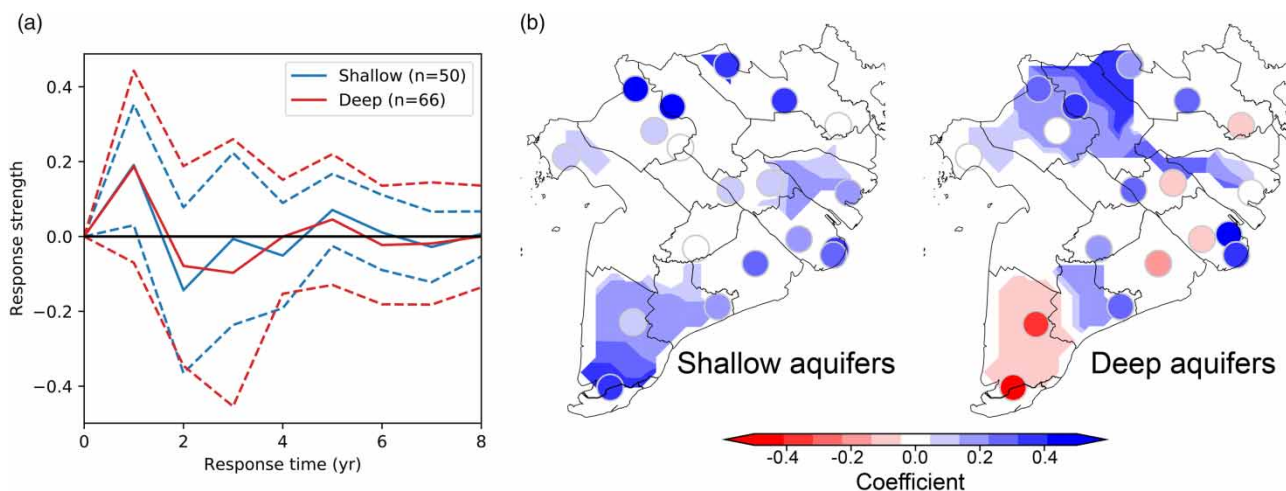 (a)
Response strength
0.4
0.2
0.0
−0.2
−0.4
Shallow (n=50)
Deep (n=66)
0 2 4 6 8
Response time (yr)
(b)
Shallow aquifers
Deep aquifers
-0.4 -0.2 0.0 0.2 0.4
Coefficient